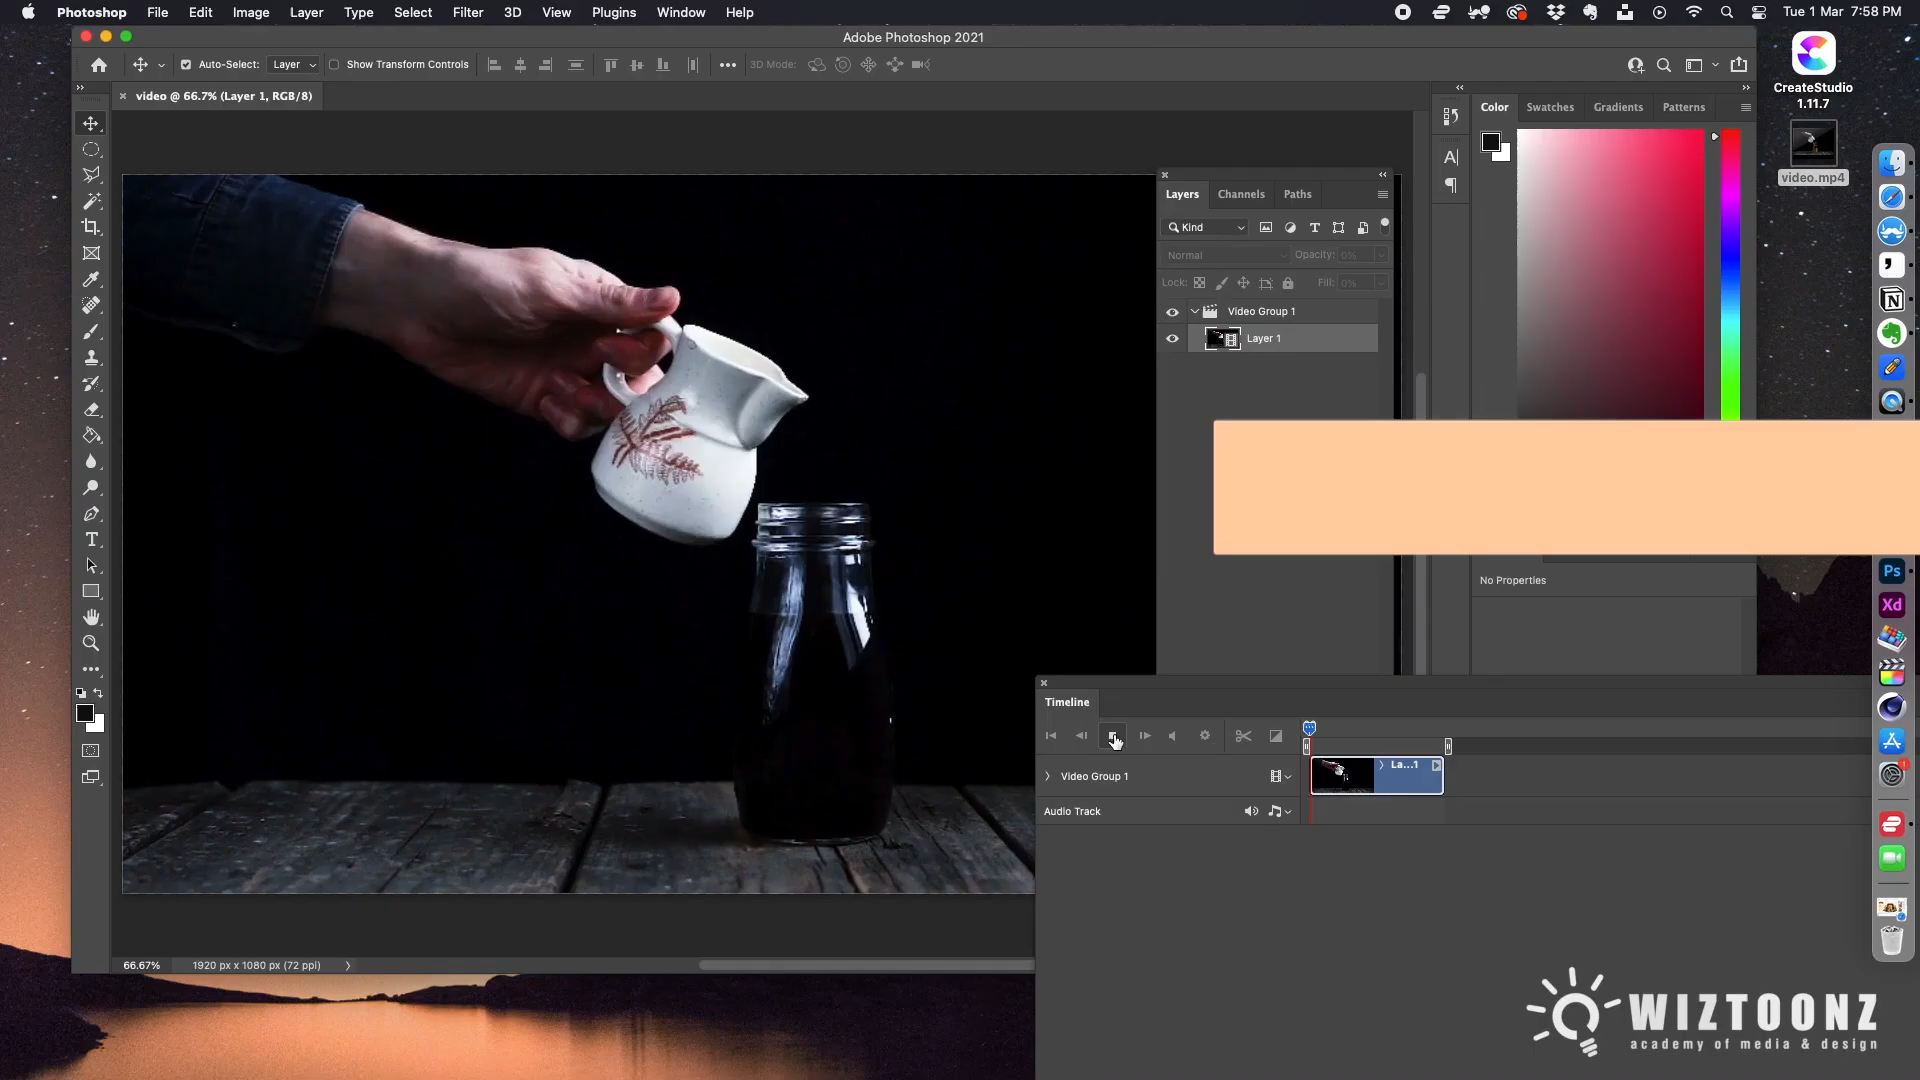 Photoshop File Edit Image Layer Type Select Filter 3D View Plugins Window Help Tue 1 Mar 7:58 PM
Adobe Photoshop 2021
Auto-Select: Layer Show Transform Controls 3D Mode:
video @ 66.7% (Layer 1, RGB/8)
CreateStudio
1.11.7
video.mp4
Color Swatches Gradients Patterns
Layers Channels Paths
Kind
Normal Opacity: 0%
Lock: Fill: 0%
Video Group 1
Layer 1
No Properties
Ps
Xd
Timeline
Video Group 1
La...1
Audio Track
66.67% 1920 px x 1080 px (72 ppi)
WIZTOONZ
academy of media & design